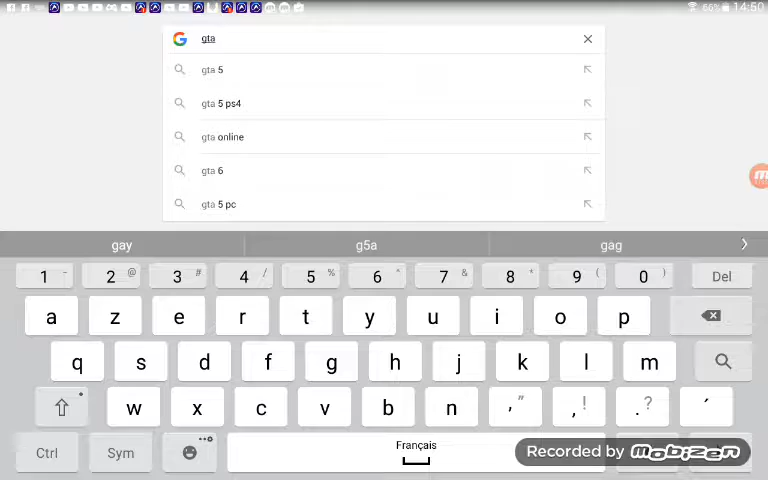 66% 14:50
gta
gta 5
gta 5 ps4
gta online
gta 6
gta 5 pc
gay g5a gag
1 - 2 @ 3 # 4 / 5 % 6 ^ 7 & 8 * 9 ( 0 ) Del
a z e r t y u i o p
q s d f g h j k l m
w x c v b n , " , ! . ? ´
Ctrl Sym Français
Recorded by mobizen